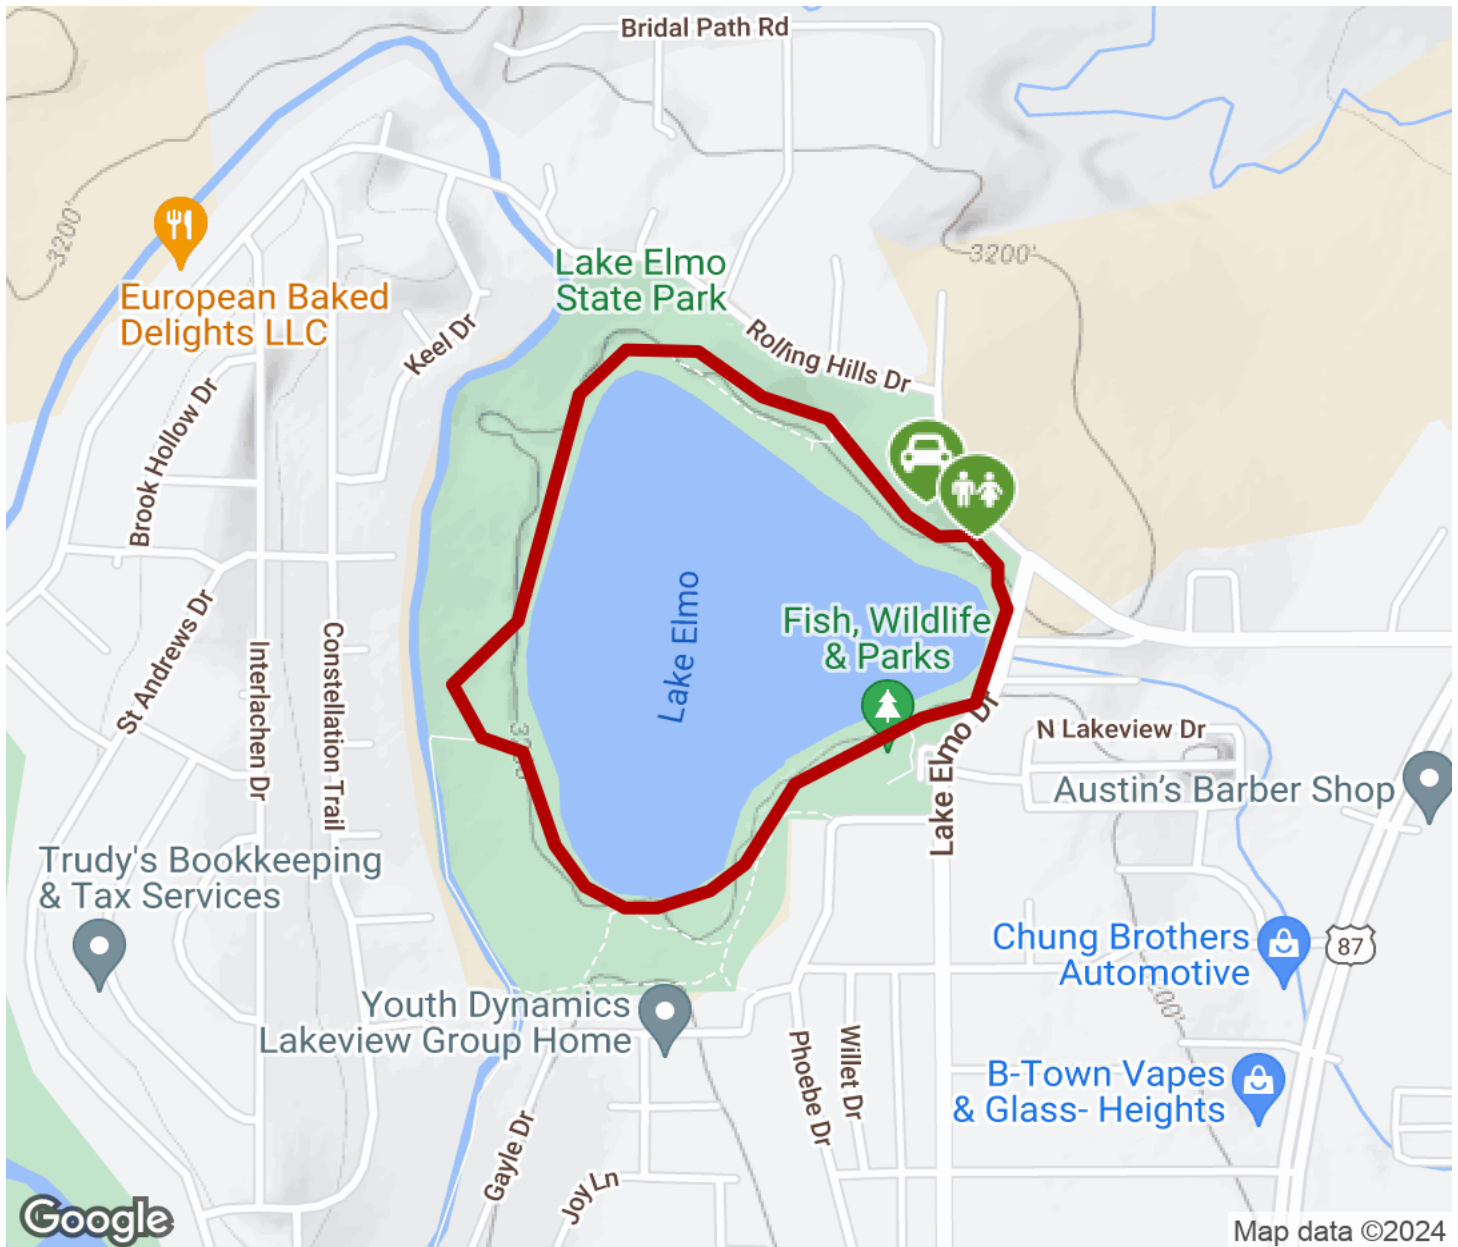 Bridal Path Rd
3200'
European Baked
Delights LLC
Lake Elmo
State Park
3200'
Keel Dr
Rolling Hills Dr
Brook Hollow Dr
St Andrews Dr
Interlachen Dr
Constellation Trail
Lake Elmo
Fish, Wildlife
& Parks
Lake Elmo Dr
N Lakeview Dr
Austin's Barber Shop
Trudy's Bookkeeping
& Tax Services
Chung Brothers
Automotive
87
Youth Dynamics
Lakeview Group Home
Phoebe Dr
Willet Dr
B-Town Vapes
& Glass- Heights
Gayle Dr
Joy Ln
Google
Map data ©2024